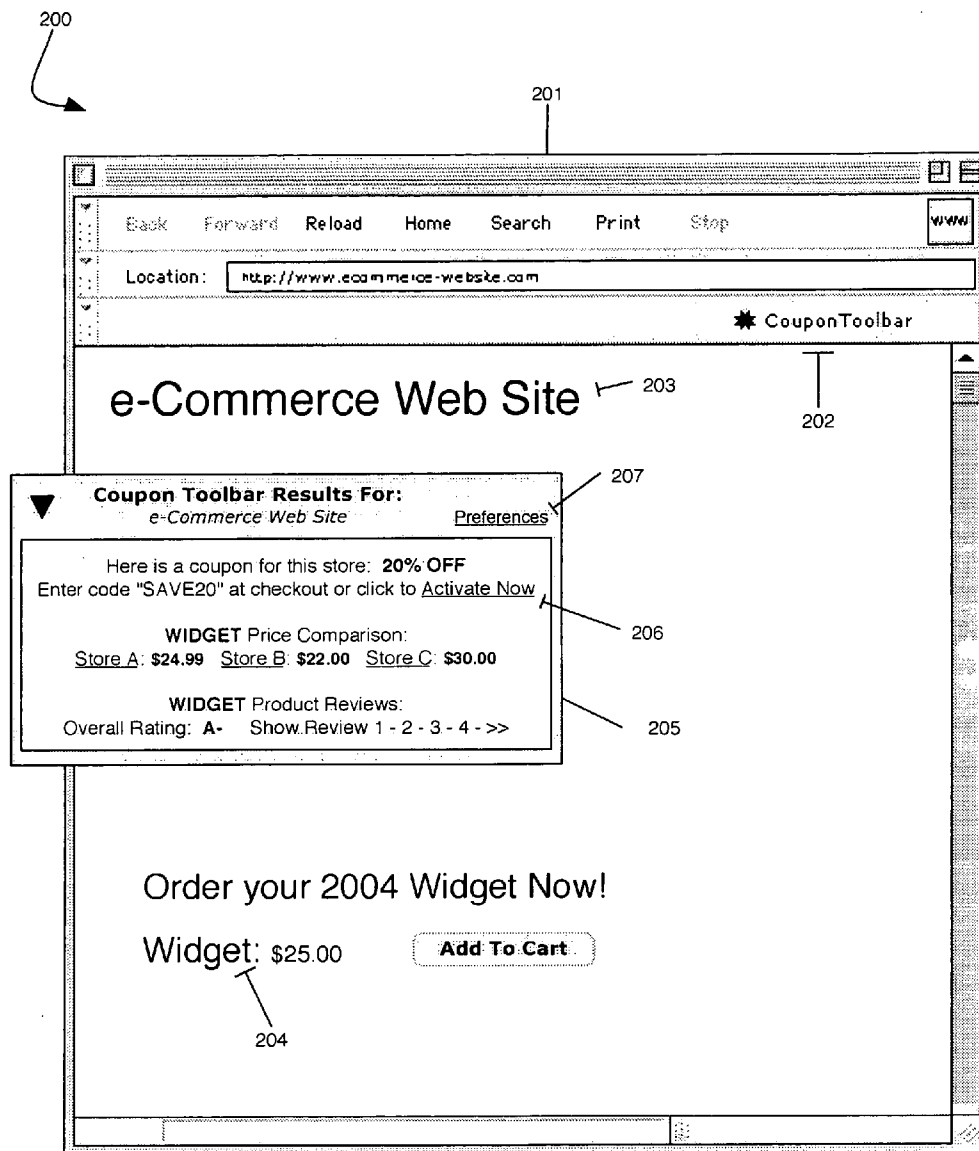 200
201
Back Forward Reload Home Search Print Stop
WWW
Location: http://www.ecommerce-website.com
CouponToolbar
e-Commerce Web Site
203
202
207
Coupon Toolbar Results For:
e-Commerce Web Site
Preferences
Here is a coupon for this store: 20% OFF
Enter code "SAVE20" at checkout or click to Activate Now
206
WIDGET Price Comparison:
Store A: $24.99 Store B: $22.00 Store C: $30.00
WIDGET Product Reviews:
Overall Rating: A- Show Review 1 - 2 - 3 - 4 - >>
205
Order your 2004 Widget Now!
Widget: $25.00
Add To Cart
204